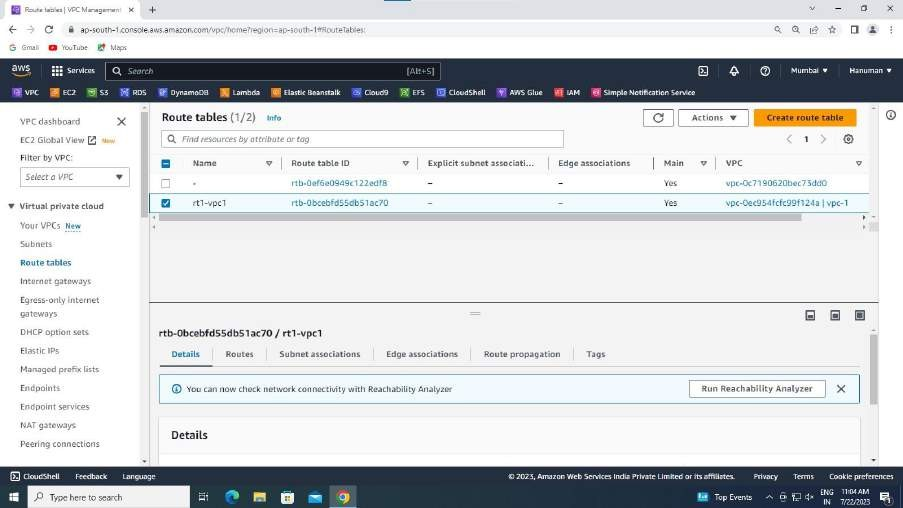 Route tables | VPC Management
ap-south-1.console.aws.amazon.com/vpc/home?region=ap-south-1#RouteTables:
Gmail YouTube Maps
aws Services Search [Alt+S] Mumbai Hanuman
VPC EC2 S3 RDS DynamoDB Lambda Elastic Beanstalk Cloud9 EFS CloudShell AWS Glue IAM Simple Notification Service
VPC dashboard
EC2 Global View New
Filter by VPC:
Select a VPC
Virtual private cloud
Your VPCs New
Subnets
Route tables
Internet gateways
Egress-only internet
gateways
DHCP option sets
Elastic IPs
Managed prefix lists
Endpoints
Endpoint services
NAT gateways
Peering connections
Route tables (1/2) Info
Actions Create route table
Find resources by attribute or tag 1
Name Route table ID Explicit subnet associati... Edge associations Main VPC
- rtb-0ef6e0949c122edf8 – – Yes vpc-0c7190620bec73dd0
rt1-vpc1 rtb-0bcebfd55db51ac70 – – Yes vpc-0ec954fcfc99f124a | vpc-1
rtb-0bcebfd55db51ac70 / rt1-vpc1
Details Routes Subnet associations Edge associations Route propagation Tags
You can now check network connectivity with Reachability Analyzer Run Reachability Analyzer
Details
CloudShell Feedback Language © 2023, Amazon Web Services India Private Limited or its affiliates. Privacy Terms Cookie preferences
Type here to search Top Events ENG IN 11:04 AM 7/22/2023